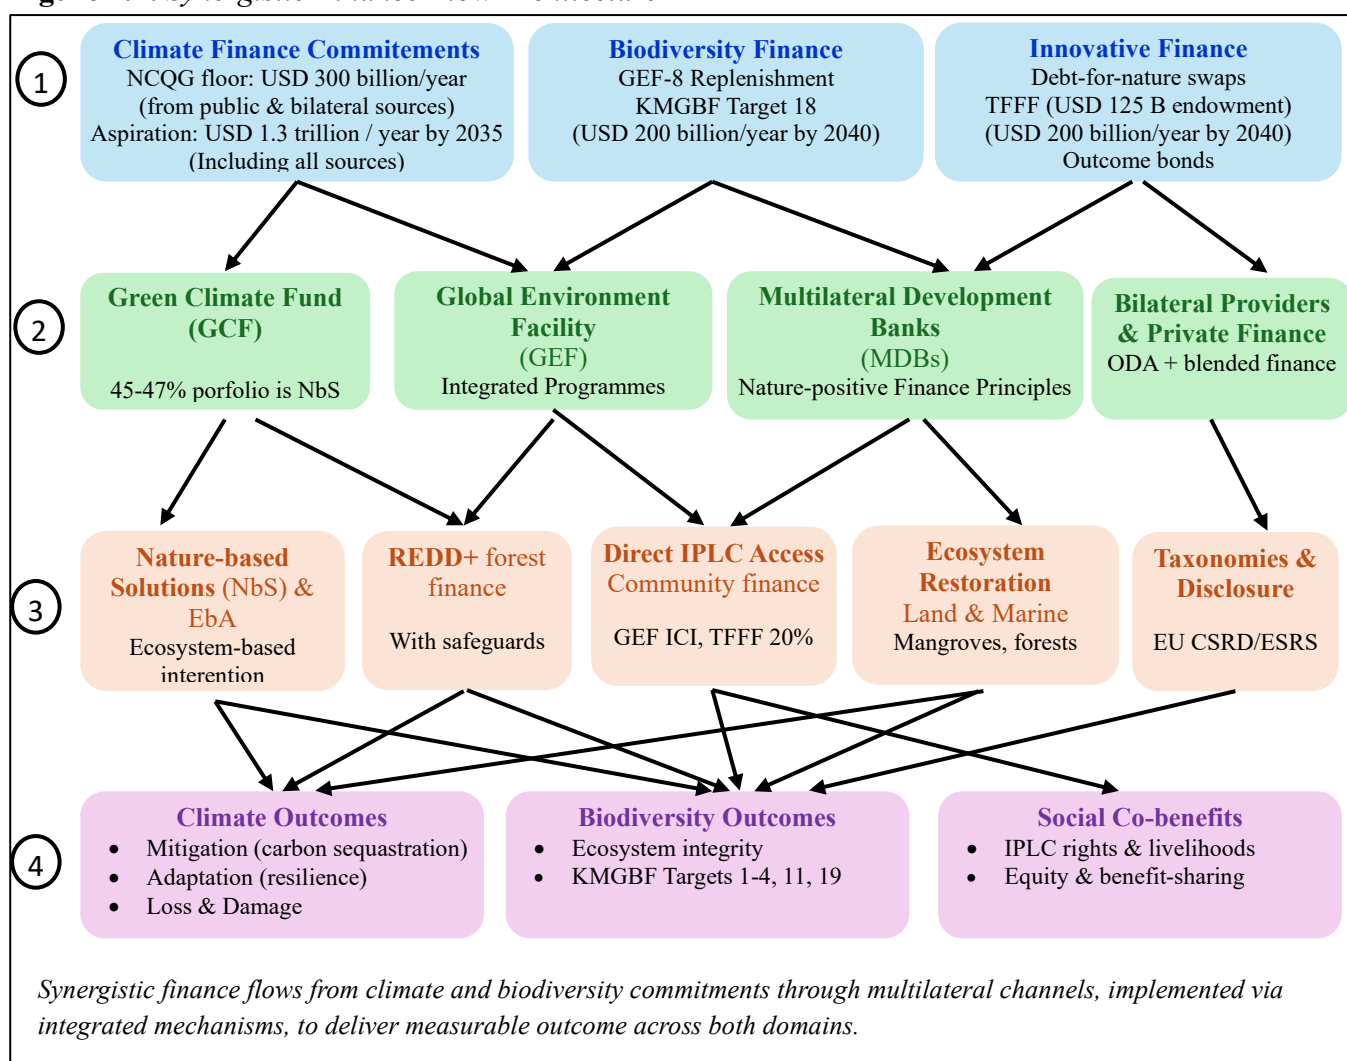 1
Climate Finance Commitements
NCQG floor: USD 300 billion/year
(from public & bilateral sources)
Aspiration: USD 1.3 trillion / year by 2035
(Including all sources)
Biodiversity Finance
GEF-8 Replenishment
KMGBF Target 18
(USD 200 billion/year by 2040)
Innovative Finance
Debt-for-nature swaps
TFFF (USD 125 B endowment)
(USD 200 billion/year by 2040)
Outcome bonds
2
Green Climate Fund
(GCF)
45-47% porfolio is NbS
Global Environment
Facility
(GEF)
Integrated Programmes
Multilateral Development
Banks
(MDBs)
Nature-positive Finance Principles
Bilateral Providers
& Private Finance
ODA + blended finance
3
Nature-based
Solutions (NbS) &
EbA
Ecosystem-based
interention
REDD+ forest
finance
With safeguards
Direct IPLC Access
Community finance
GEF ICI, TFFF 20%
Ecosystem
Restoration
Land & Marine
Mangroves, forests
Taxonomies &
Disclosure
EU CSRD/ESRS
4
Climate Outcomes
• Mitigation (carbon sequastration)
• Adaptation (resilience)
• Loss & Damage
Biodiversity Outcomes
• Ecosystem integrity
• KMGBF Targets 1-4, 11, 19
Social Co-benefits
• IPLC rights & livelihoods
• Equity & benefit-sharing
Synergistic finance flows from climate and biodiversity commitments through multilateral channels, implemented via
integrated mechanisms, to deliver measurable outcome across both domains.